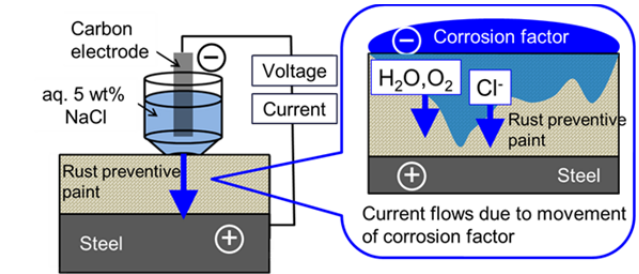 Carbon
electrode
−
Voltage
Current
aq. 5 wt%
NaCl
Rust preventive
paint
Steel
+
− Corrosion factor
H₂O,O₂
Cl⁻
Rust preventive
paint
+
Steel
Current flows due to movement
of corrosion factor